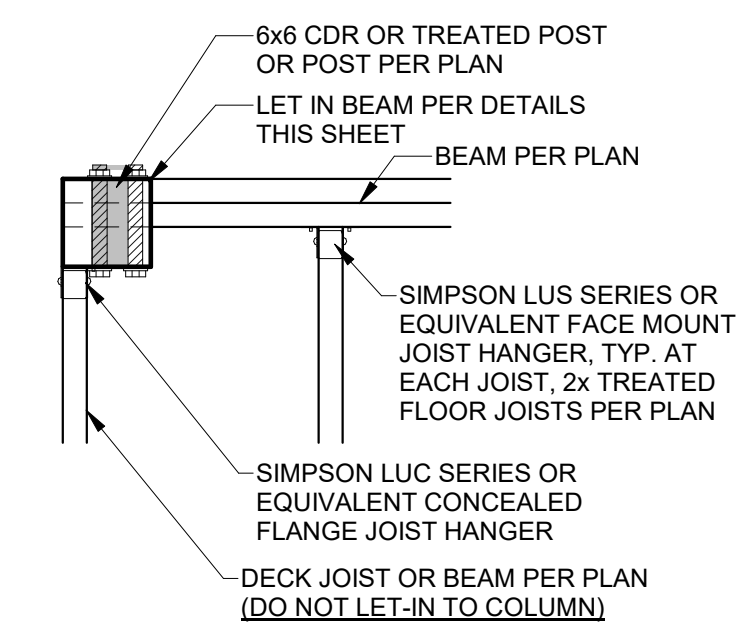 6x6 CDR OR TREATED POST
OR POST PER PLAN
LET IN BEAM PER DETAILS
THIS SHEET
BEAM PER PLAN
SIMPSON LUS SERIES OR
EQUIVALENT FACE MOUNT
JOIST HANGER, TYP. AT
EACH JOIST, 2x TREATED
FLOOR JOISTS PER PLAN
SIMPSON LUC SERIES OR
EQUIVALENT CONCEALED
FLANGE JOIST HANGER
DECK JOIST OR BEAM PER PLAN
(DO NOT LET-IN TO COLUMN)